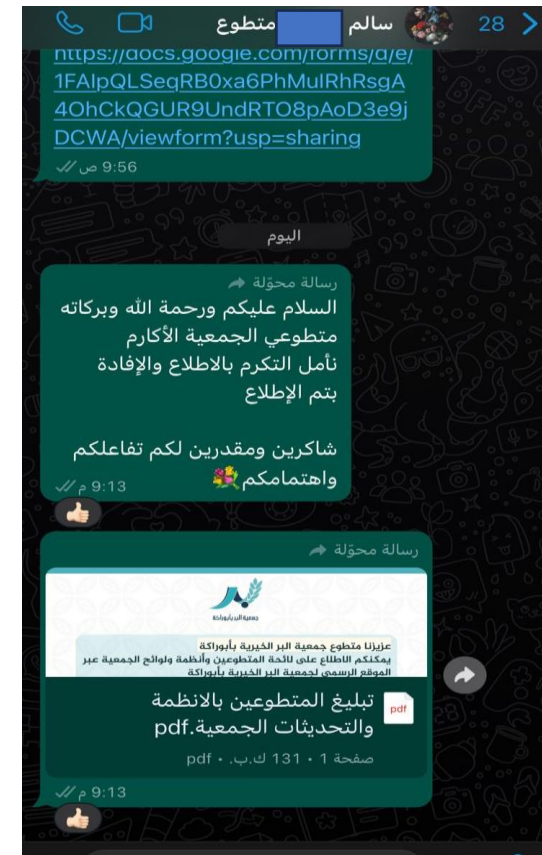 28
سالم متطوع
https://docs.google.com/forms/d/e/
1FAIpQLSeqRB0xa6PhMuIRhRsgA
4OhCkQGUR9UndRTO8pAoD3e9j
DCWA/viewform?usp=sharing
9:56 ص
اليوم
رسالة محوّلة
السلام عليكم ورحمة الله وبركاته
متطوعي الجمعية الأكارم
نأمل التكرم بالاطلاع والإفادة
بتم الإطلاع
شاكرين ومقدرين لكم تفاعلكم
واهتمامكم💐
9:13 م
👍🏻
رسالة محوّلة
بر
جمعية البر بأبوراكة
عزيزنا متطوع جمعية البر الخيرية بأبوراكة
يمكنكم الاطلاع على لائحة المتطوعين وأنظمة ولوائح الجمعية عبر
الموقع الرسمي لجمعية البر الخيرية بأبوراكة
pdf
تبليغ المتطوعين بالانظمة
والتحديثات الجمعية.pdf
صفحة 1 • 131 ك.ب. • pdf
9:13 م
👍🏻